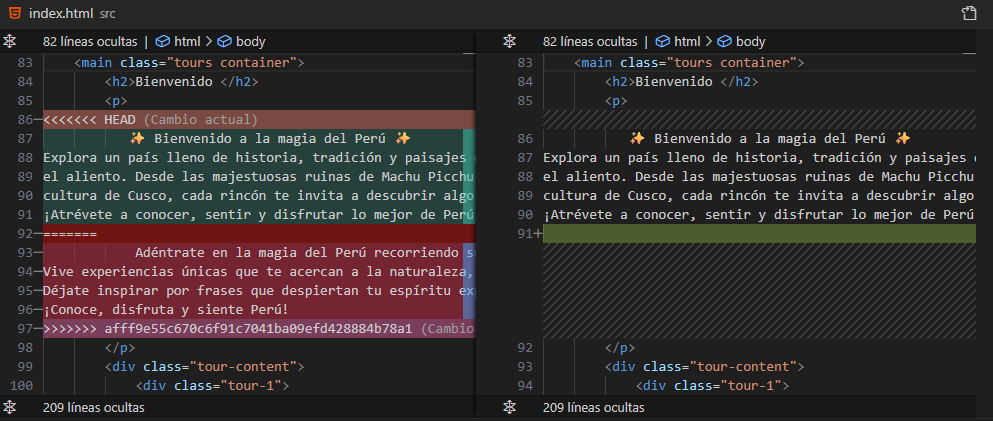 index.html src
82 líneas ocultas | html > body
83 <main class="tours container">
84 <h2>Bienvenido </h2>
85 <p>
86 <<<<<<< HEAD (Cambio actual)
87 ✨ Bienvenido a la magia del Perú ✨
88 Explora un país lleno de historia, tradición y paisajes
89 el aliento. Desde las majestuosas ruinas de Machu Picchu
90 cultura de Cusco, cada rincón te invita a descubrir algo
91 ¡Atrévete a conocer, sentir y disfrutar lo mejor de Perú
92 =======
93 Adéntrate en la magia del Perú recorriendo
94 Vive experiencias únicas que te acercan a la naturaleza,
95 Déjate inspirar por frases que despiertan tu espíritu
96 ¡Conoce, disfruta y siente Perú!
97 >>>>>>> afff9e55c670c6f91c7041ba09efd428884b78a1 (Cambio
98 </p>
99 <div class="tour-content">
100 <div class="tour-1">
209 líneas ocultas
82 líneas ocultas | html > body
83 <main class="tours container">
84 <h2>Bienvenido </h2>
85 <p>
86 ✨ Bienvenido a la magia del Perú ✨
87 Explora un país lleno de historia, tradición y paisajes
88 el aliento. Desde las majestuosas ruinas de Machu Picchu
89 cultura de Cusco, cada rincón te invita a descubrir algo
90 ¡Atrévete a conocer, sentir y disfrutar lo mejor de Perú
91+
92 </p>
93 <div class="tour-content">
94 <div class="tour-1">
209 líneas ocultas